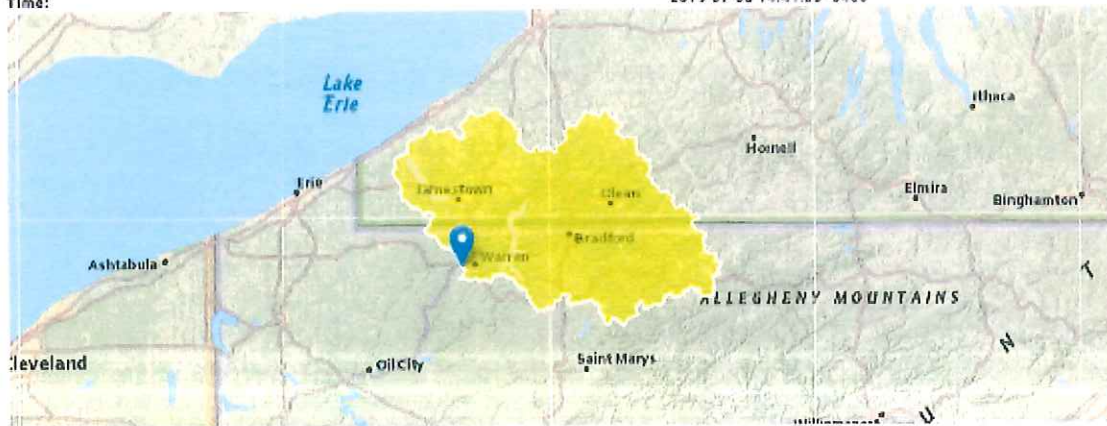 Time:
Lake
Erie
Ithaca
Hornell
Jamestown
Erie
Olean
Elmira
Binghamton
Bradford
Warren
Ashtabula
ALLEGHENY MOUNTAINS
T
N
U
Cleveland
Oil City
Saint Marys